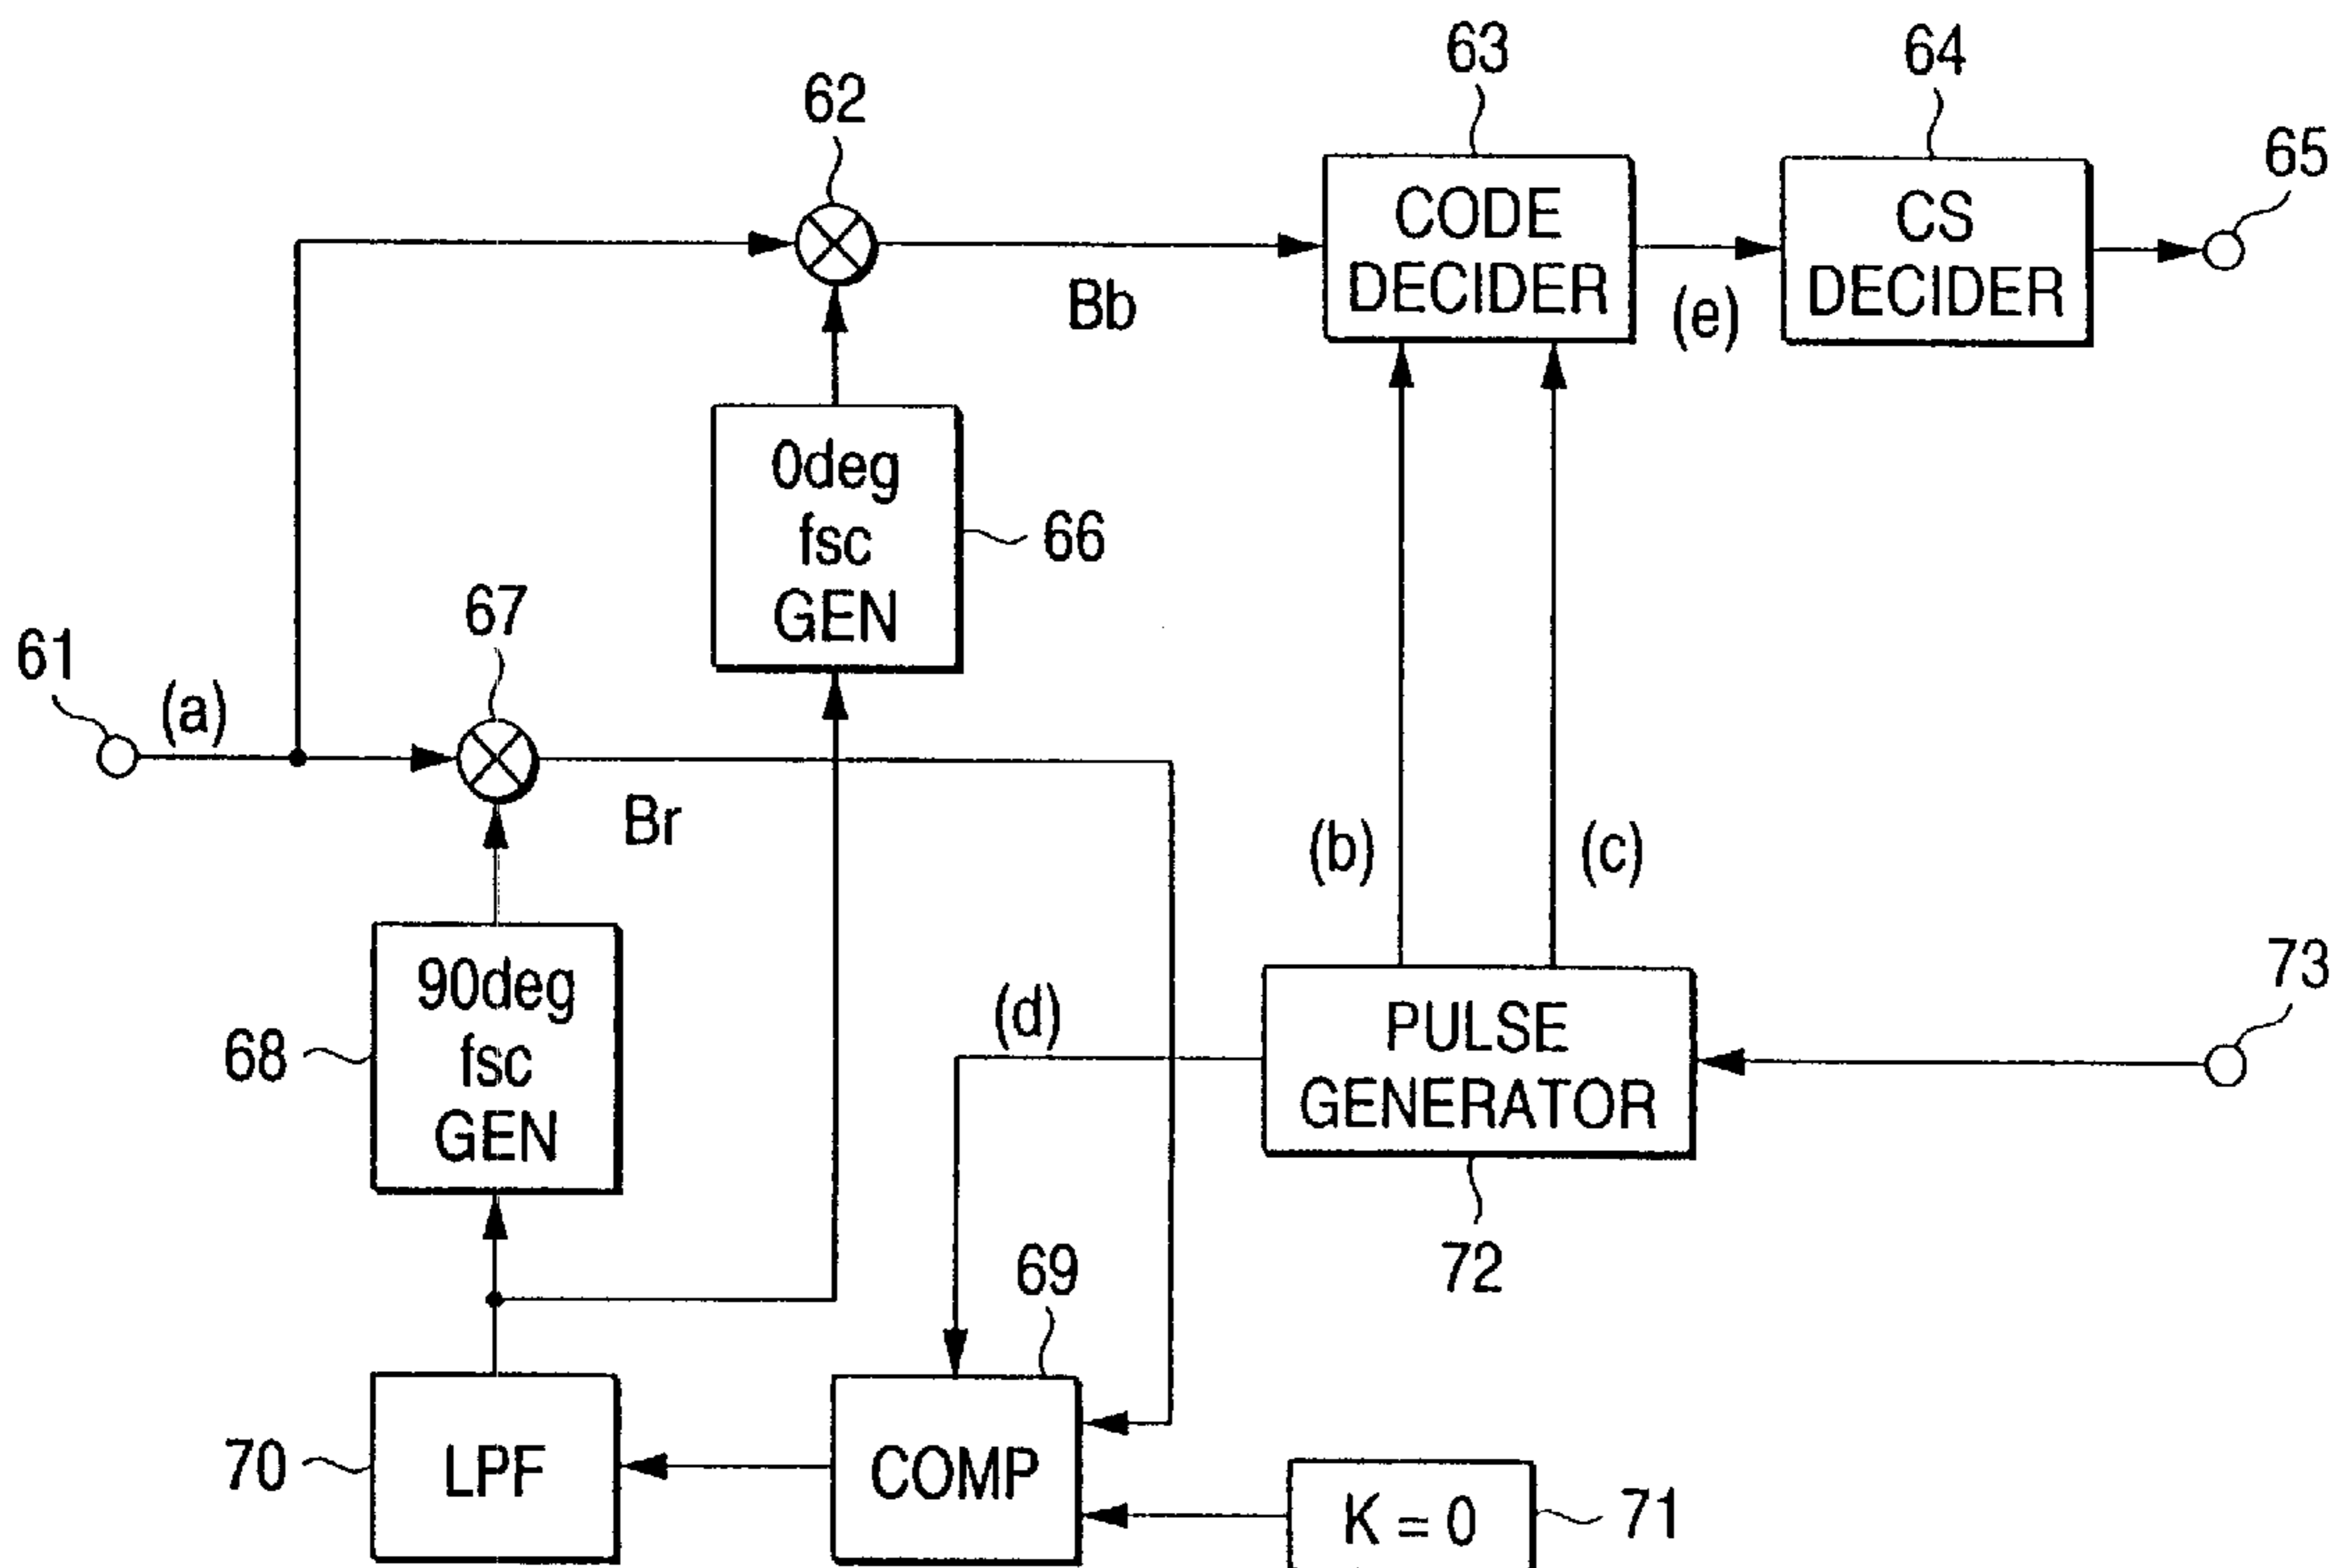 63
64
62
65
CODE
DECIDER
CS
DECIDER
Bb
(e)
0deg
fsc
GEN
66
67
61
(a)
Br
(b)
(c)
90deg
fsc
GEN
68
(d)
PULSE
GENERATOR
73
72
69
70
LPF
COMP
K = 0
71